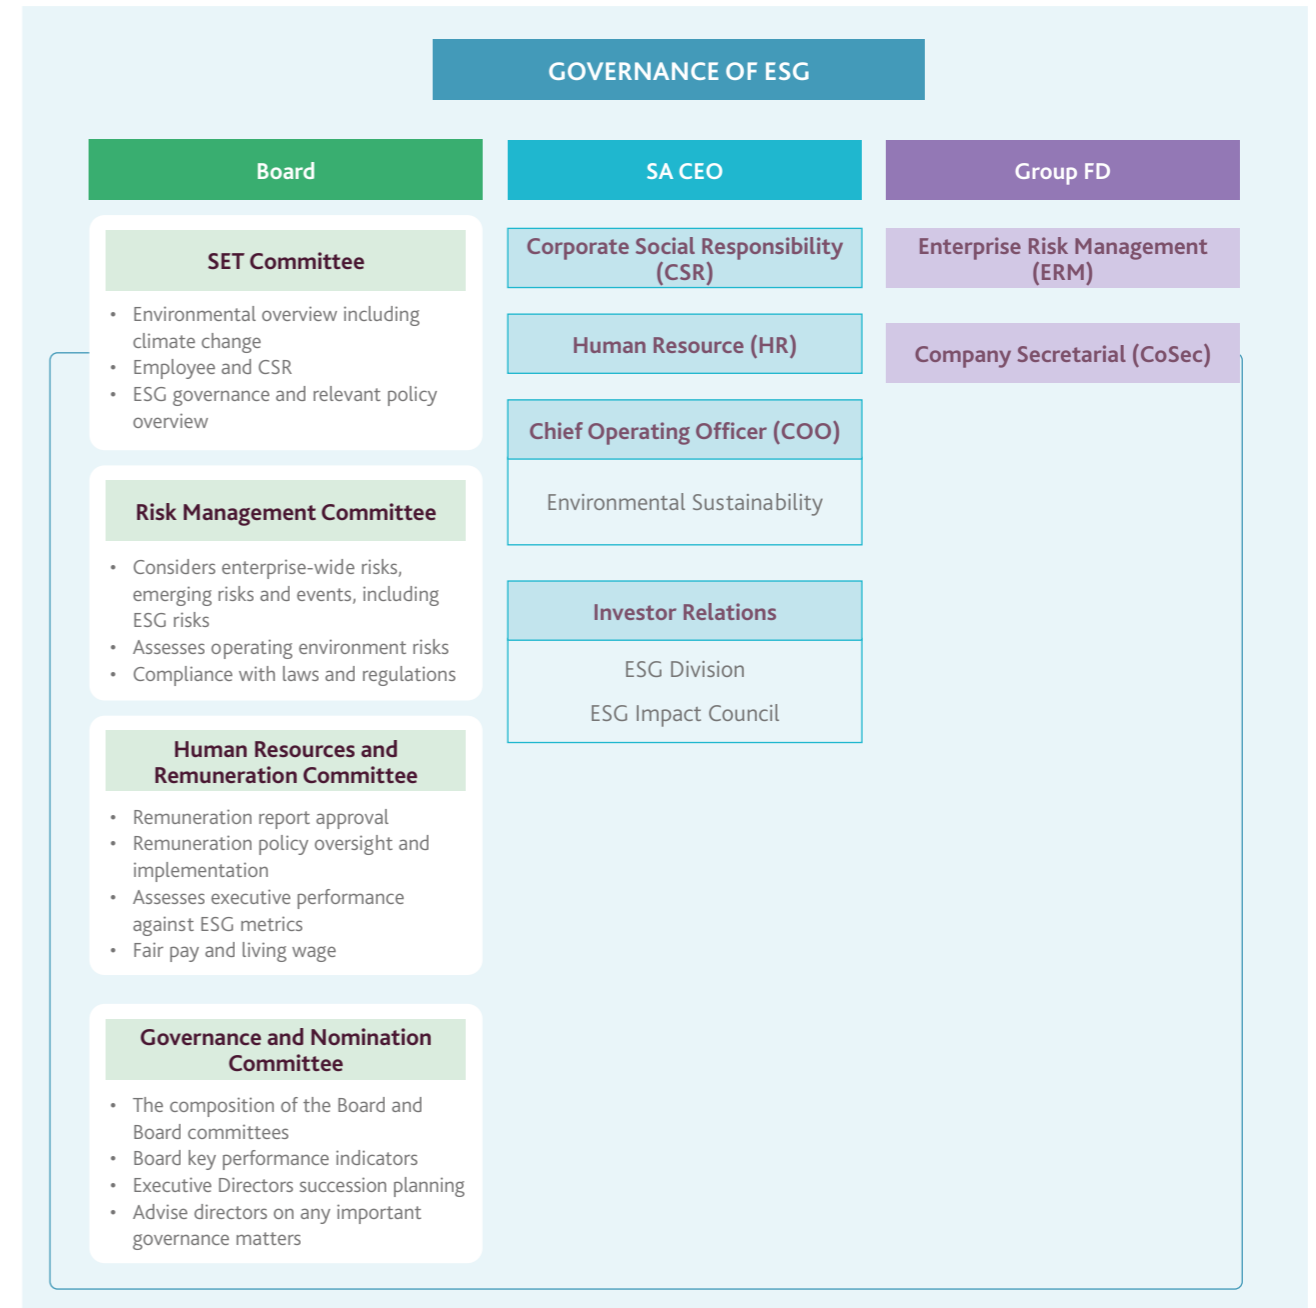 GOVERNANCE OF ESG
Board
SET Committee
• Environmental overview including
climate change
• Employee and CSR
• ESG governance and relevant policy
overview
Risk Management Committee
• Considers enterprise-wide risks,
emerging risks and events, including
ESG risks
• Assesses operating environment risks
• Compliance with laws and regulations
Human Resources and
Remuneration Committee
• Remuneration report approval
• Remuneration policy oversight and
implementation
• Assesses executive performance
against ESG metrics
• Fair pay and living wage
Governance and Nomination
Committee
• The composition of the Board and
Board committees
• Board key performance indicators
• Executive Directors succession planning
• Advise directors on any important
governance matters
SA CEO
Corporate Social Responsibility
(CSR)
Human Resource (HR)
Chief Operating Officer (COO)
Environmental Sustainability
Investor Relations
ESG Division
ESG Impact Council
Group FD
Enterprise Risk Management
(ERM)
Company Secretarial (CoSec)